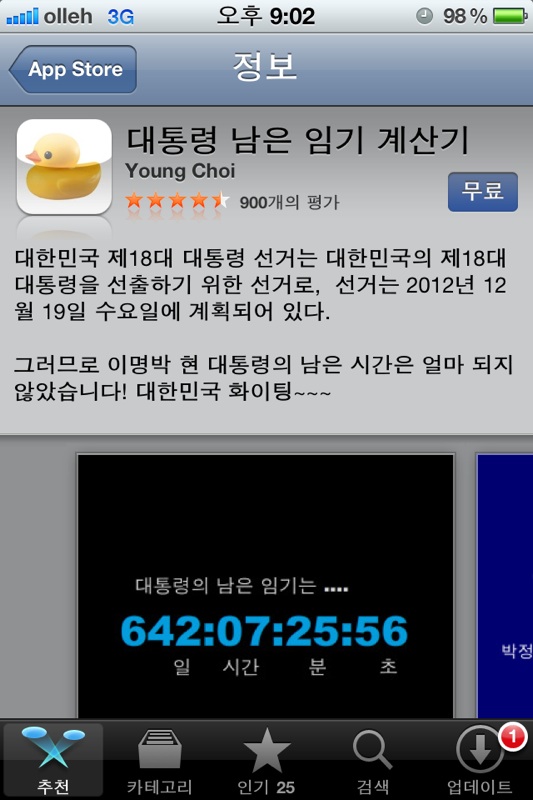 olleh 3G 오후 9:02 98%
App Store 정보
대통령 남은 임기 계산기
Young Choi
900개의 평가 무료
대한민국 제18대 대통령 선거는 대한민국의 제18대
대통령을 선출하기 위한 선거로, 선거는 2012년 12
월 19일 수요일에 계획되어 있다.
그러므로 이명박 현 대통령의 남은 시간은 얼마 되지
않았습니다! 대한민국 화이팅~~~
대통령의 남은 임기는 ....
642:07:25:56
일 시간 분 초
박정
1
추천 카테고리 인기 25 검색 업데이트